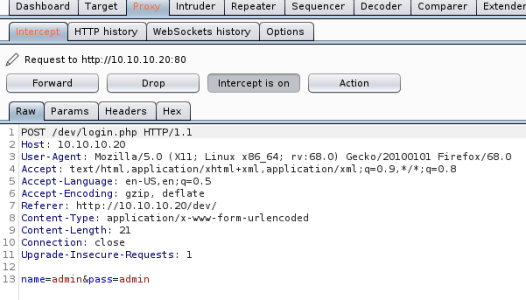 Dashboard Target Proxy Intruder Repeater Sequencer Decoder Comparer Extender
Intercept HTTP history WebSockets history Options
Request to http://10.10.10.20:80
Forward Drop Intercept is on Action
Raw Params Headers Hex
1 POST /dev/login.php HTTP/1.1
2 Host: 10.10.10.20
3 User-Agent: Mozilla/5.0 (X11; Linux x86_64; rv:68.0) Gecko/20100101 Firefox/68.0
4 Accept: text/html,application/xhtml+xml,application/xml;q=0.9,*/*;q=0.8
5 Accept-Language: en-US,en;q=0.5
6 Accept-Encoding: gzip, deflate
7 Referer: http://10.10.10.20/dev/
8 Content-Type: application/x-www-form-urlencoded
9 Content-Length: 21
10 Connection: close
11 Upgrade-Insecure-Requests: 1
12
13 name=admin&pass=admin